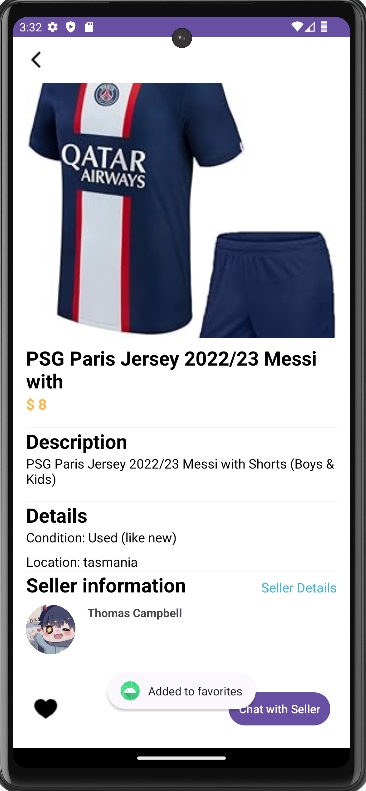 3:32
QATAR
AIRWAYS
PSG Paris Jersey 2022/23 Messi
with
$ 8
Description
PSG Paris Jersey 2022/23 Messi with Shorts (Boys &
Kids)
Details
Condition: Used (like new)
Location: tasmania
Seller information
Seller Details
Thomas Campbell
Added to favorites
Chat with Seller